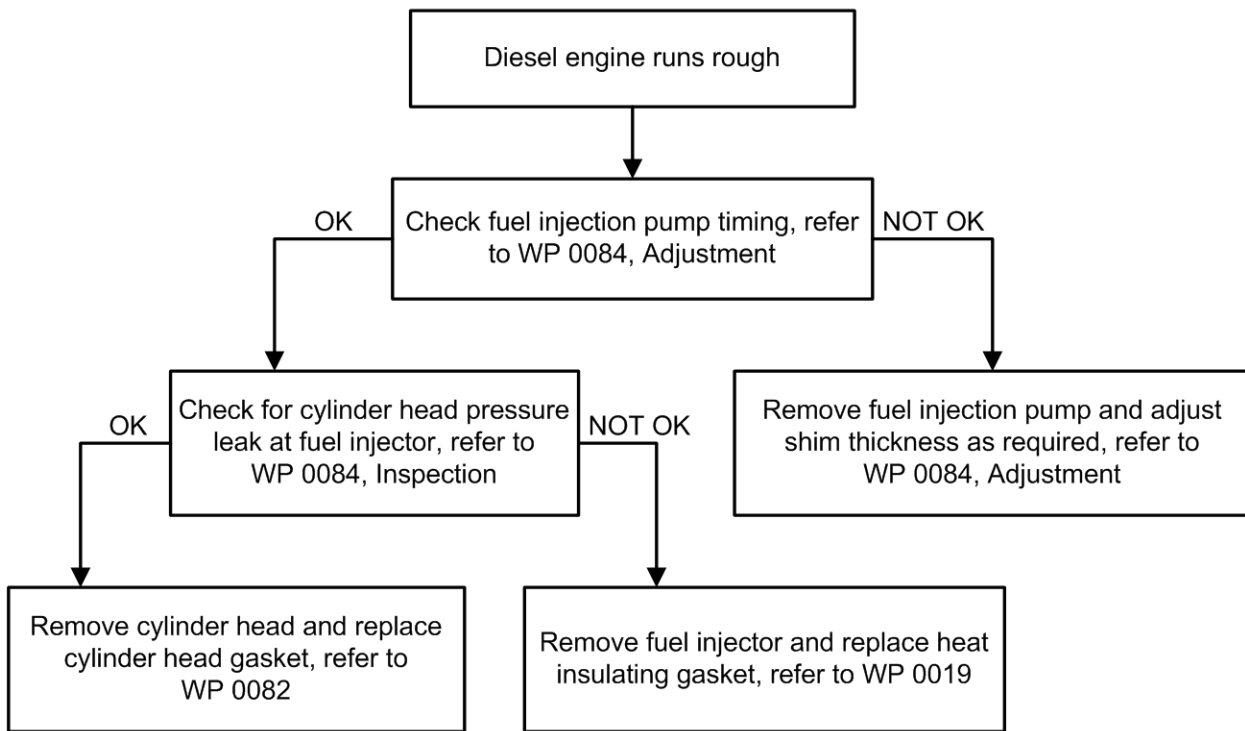 Diesel engine runs rough
OK
Check fuel injection pump timing, refer
to WP 0084, Adjustment
NOT OK
OK
Check for cylinder head pressure
leak at fuel injector, refer to
WP 0084, Inspection
NOT OK
Remove fuel injection pump and adjust
shim thickness as required, refer to
WP 0084, Adjustment
Remove cylinder head and replace
cylinder head gasket, refer to
WP 0082
Remove fuel injector and replace heat
insulating gasket, refer to WP 0019